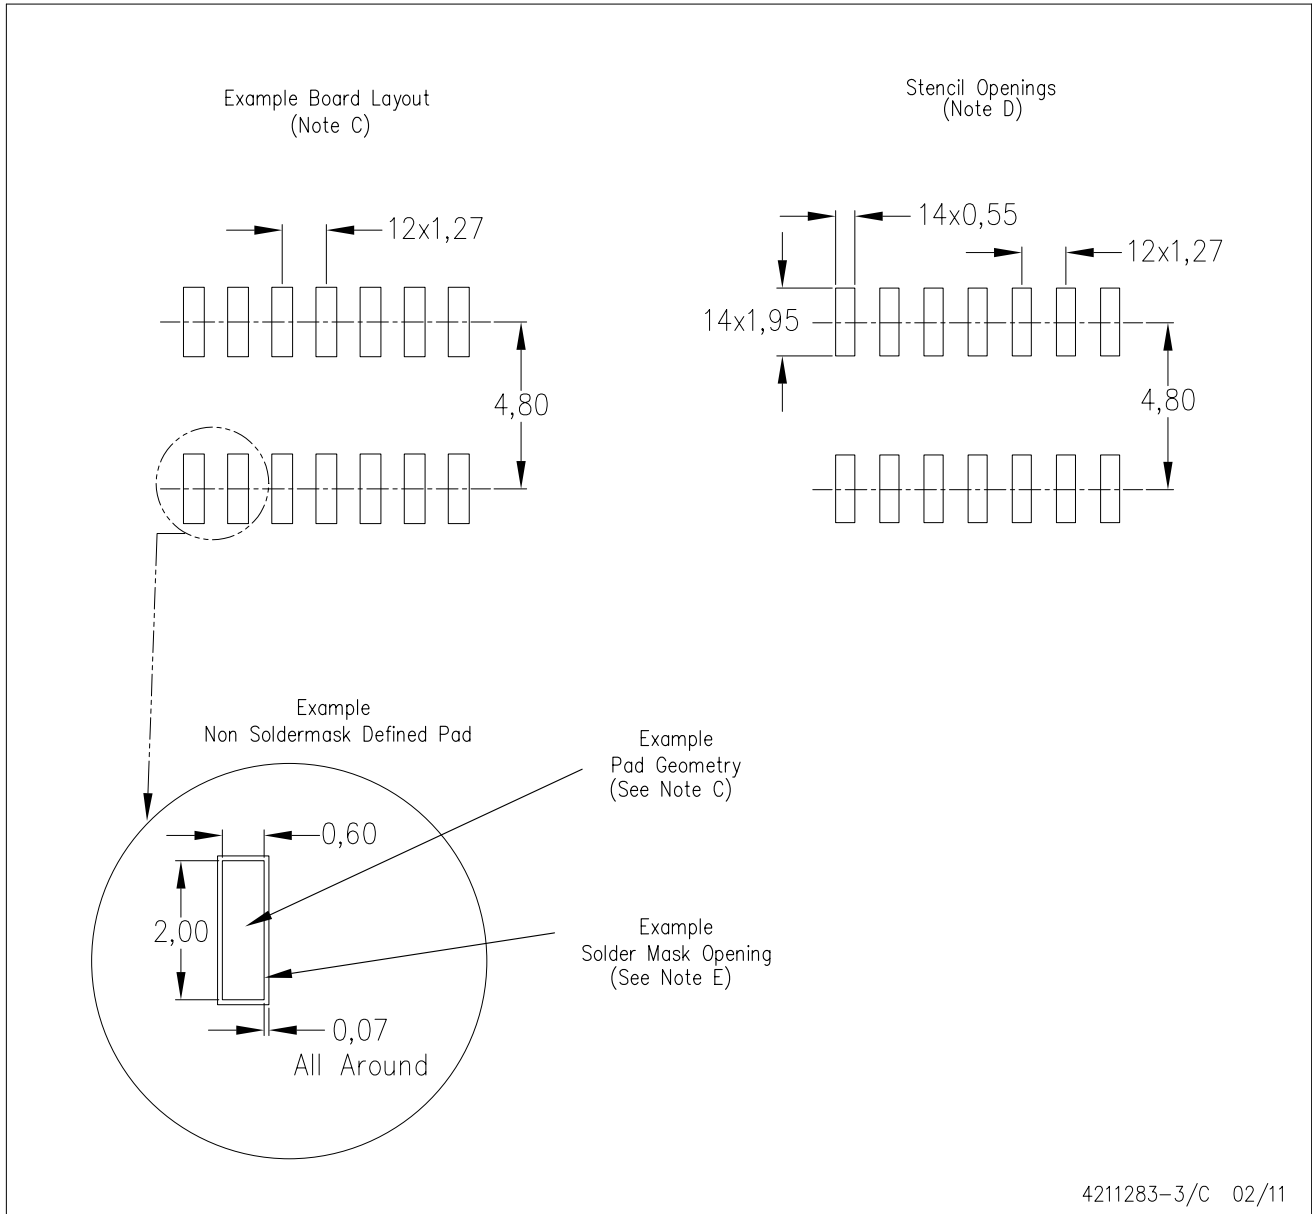 Example Board Layout
(Note C)
Stencil Openings
(Note D)
12x1,27
14x0,55
12x1,27
14x1,95
4,80
4,80
Example
Non Soldermask Defined Pad
Example
Pad Geometry
(See Note C)
0,60
2,00
Example
Solder Mask Opening
(See Note E)
0,07
All Around
4211283-3/C 02/11